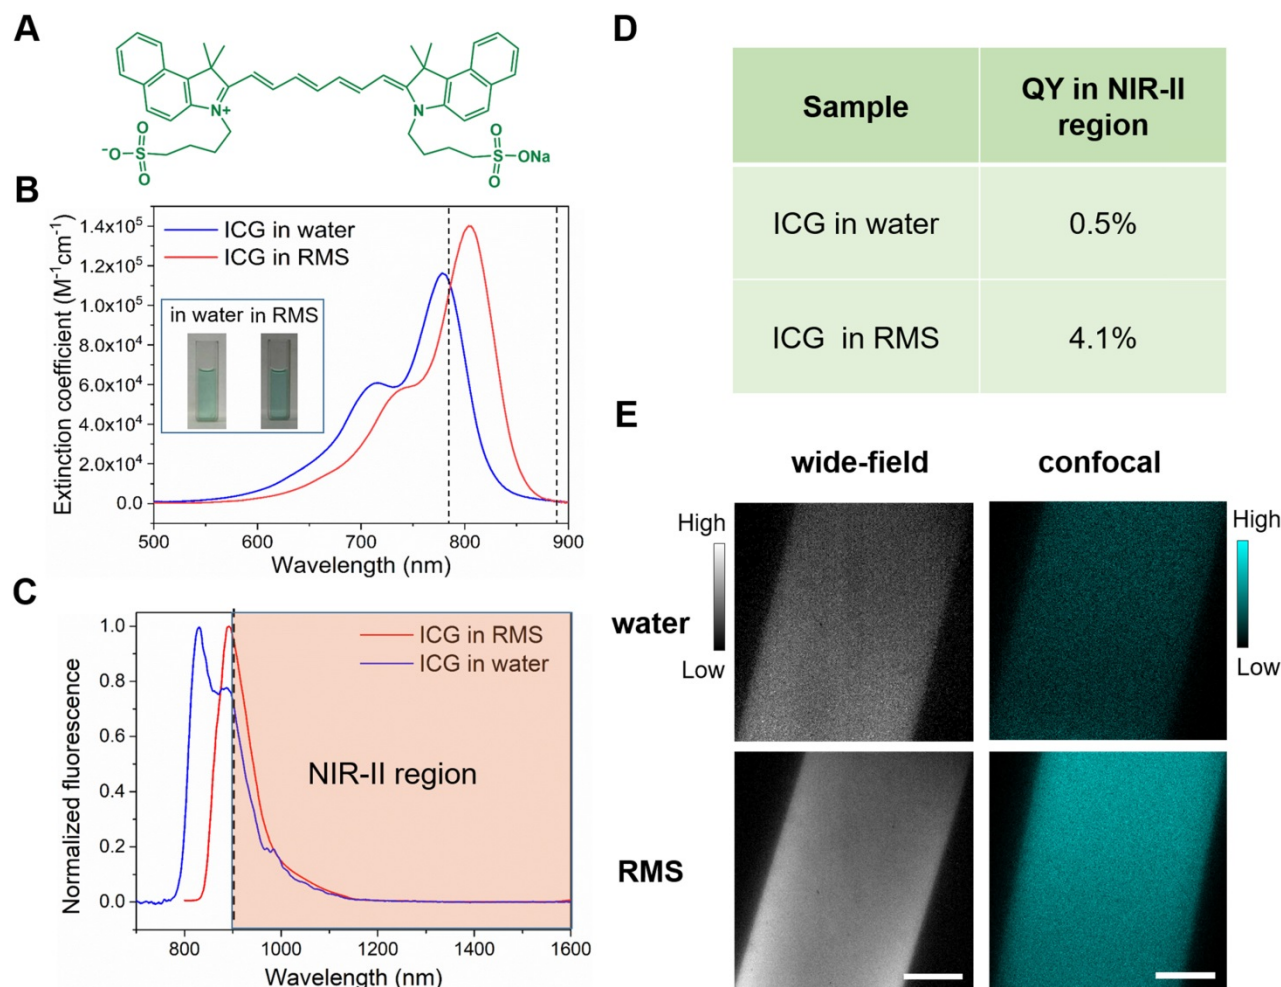 A
N+
N
⁻O
O
S
O
O
S
ONa
O
B
Extinction coefficient (M⁻¹cm⁻¹)
1.4x10⁵
1.2x10⁵
1.0x10⁵
8.0x10⁴
6.0x10⁴
4.0x10⁴
2.0x10⁴
0.0
ICG in water
ICG in RMS
in water in RMS
500 600 700 800 900
Wavelength (nm)
C
Normalized fluorescence
1.0
0.8
0.6
0.4
0.2
0.0
ICG in RMS
ICG in water
NIR-II region
800 1000 1200 1400 1600
Wavelength (nm)
D
Sample
QY in NIR-II
region
ICG in water
0.5%
ICG in RMS
4.1%
E
wide-field
confocal
High
Low
High
Low
water
RMS